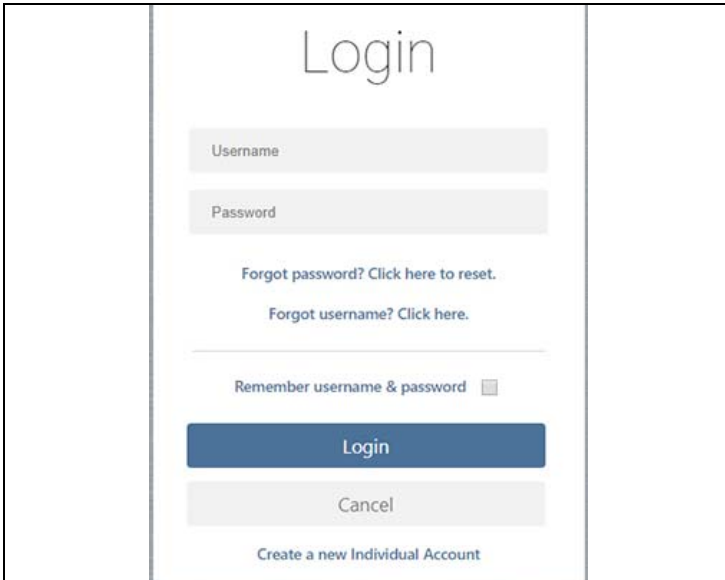 Login
Username
Password
Forgot password? Click here to reset.
Forgot username? Click here.
Remember username & password
Login
Cancel
Create a new Individual Account